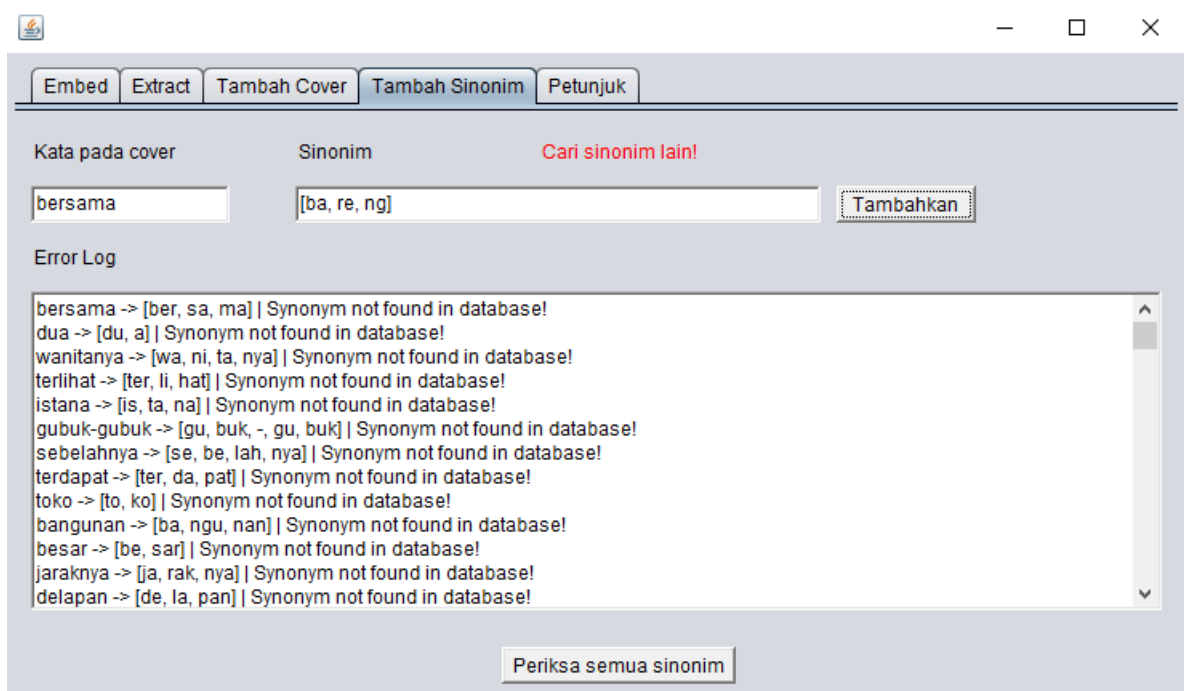 Embed Extract Tambah Cover Tambah Sinonim Petunjuk
Kata pada cover Sinonim Cari sinonim lain!
bersama [ba, re, ng] Tambahkan
Error Log
bersama -> [ber, sa, ma] | Synonym not found in database!
dua -> [du, a] | Synonym not found in database!
wanitanya -> [wa, ni, ta, nya] | Synonym not found in database!
terlihat -> [ter, li, hat] | Synonym not found in database!
istana -> [is, ta, na] | Synonym not found in database!
gubuk-gubuk -> [gu, buk, -, gu, buk] | Synonym not found in database!
sebelahnya -> [se, be, lah, nya] | Synonym not found in database!
terdapat -> [ter, da, pat] | Synonym not found in database!
toko -> [to, ko] | Synonym not found in database!
bangunan -> [ba, ngu, nan] | Synonym not found in database!
besar -> [be, sar] | Synonym not found in database!
jaraknya -> [ja, rak, nya] | Synonym not found in database!
delapan -> [de, la, pan] | Synonym not found in database!
Periksa semua sinonim